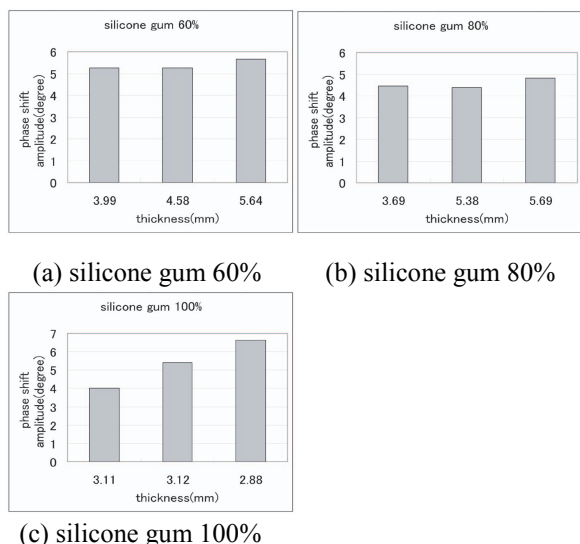 silicone gum 60%
6
5
4
3
2
1
0
phase shift
amplitude(degree)
3.99 4.58 5.64
thickness(mm)
silicone gum 80%
6
5
4
3
2
1
0
phase shift
amplitude(degree)
3.69 5.38 5.69
thickness(mm)
(a) silicone gum 60% (b) silicone gum 80%
silicone gum 100%
7
6
5
4
3
2
1
0
phase shift
amplitude(degree)
3.11 3.12 2.88
thickness(mm)
(c) silicone gum 100%